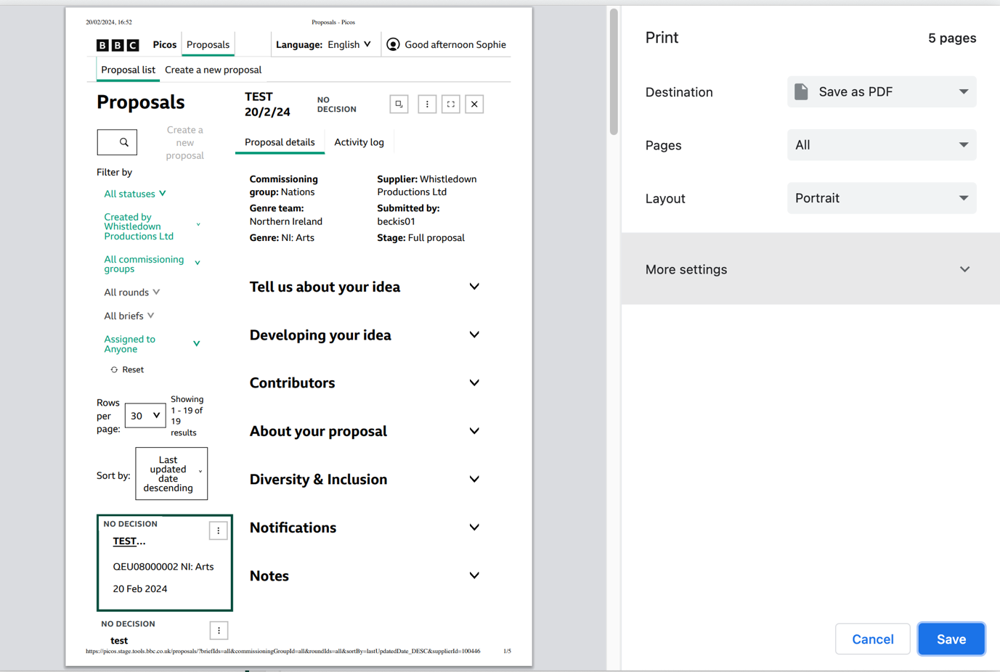 20/02/2024, 16:52
Proposals - Picos
BBC
Picos
Proposals
Language: English
Good afternoon Sophie
Proposal list
Create a new proposal
Proposals
Create a
new
proposal
Filter by
All statuses
Created by
Whistledown
Productions Ltd
All commissioning
groups
All rounds
All briefs
Assigned to
Anyone
Reset
Rows
per
page:
30
Showing
1 - 19 of
19
results
Sort by:
Last
updated
date
descending
NO DECISION
TEST...
QEU08000002 NI: Arts
20 Feb 2024
NO DECISION
test
TEST
20/2/24
NO
DECISION
Proposal details
Activity log
Commissioning
group: Nations
Genre team:
Northern Ireland
Genre: NI: Arts
Supplier: Whistledown
Productions Ltd
Submitted by:
beckis01
Stage: Full proposal
Tell us about your idea
Developing your idea
Contributors
About your proposal
Diversity & Inclusion
Notifications
Notes
https://picos.stage.tools.bbc.co.uk/proposals/?briefIds=all&commissioningGroupId=all&roundIds=all&sortBy=lastUpdatedDate_DESC&supplierId=100446
1/5
Print
5 pages
Destination
Save as PDF
Pages
All
Layout
Portrait
More settings
Cancel
Save